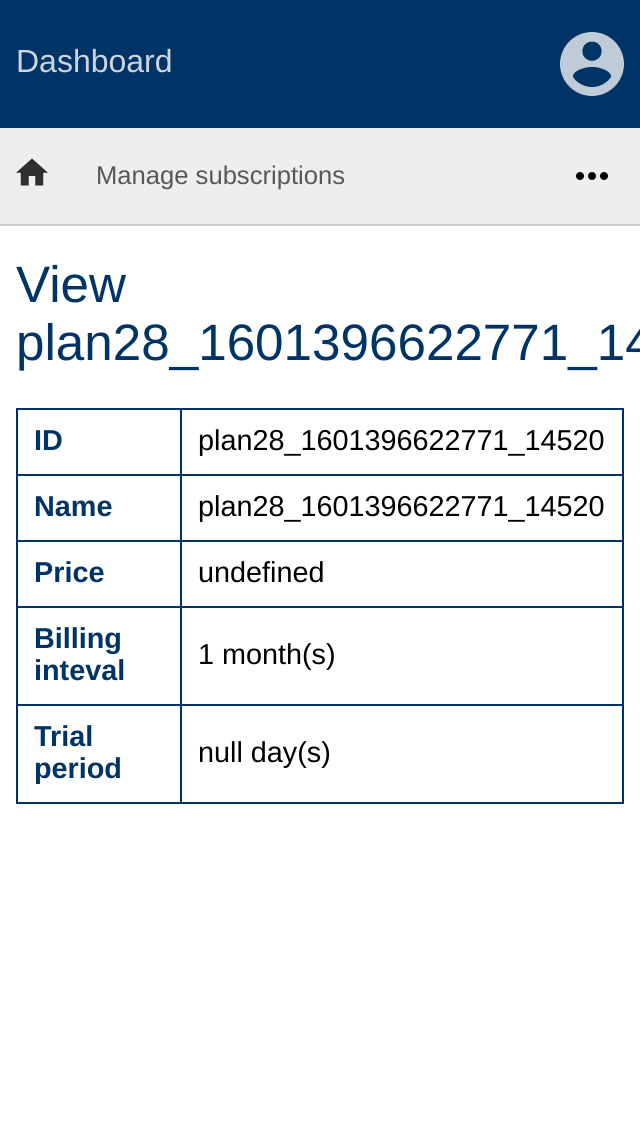 Dashboard
Manage subscriptions
View
plan28_1601396622771_14
ID plan28_1601396622771_14520
Name plan28_1601396622771_14520
Price undefined
Billing
inteval 1 month(s)
Trial
period null day(s)